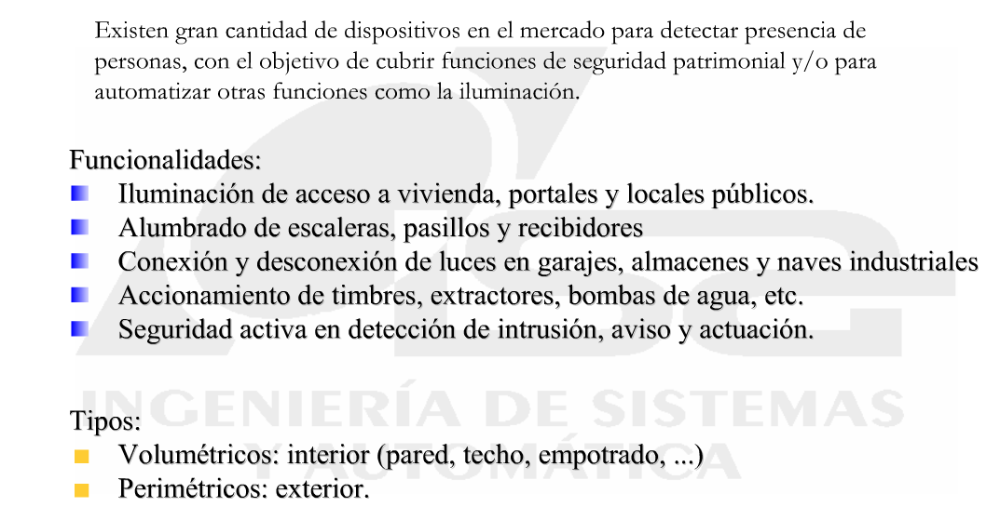 Existen gran cantidad de dispositivos en el mercado para detectar presencia de
personas, con el objetivo de cubrir funciones de seguridad patrimonial y/o para
automatizar otras funciones como la iluminación.
Funcionalidades:
Iluminación de acceso a vivienda, portales y locales públicos.
Alumbrado de escaleras, pasillos y recibidores
Conexión y desconexión de luces en garajes, almacenes y naves industriales
Accionamiento de timbres, extractores, bombas de agua, etc.
Seguridad activa en detección de intrusión, aviso y actuación.
INGENIERÍA DE SISTEMAS
Y AUTOMÁTICA
Tipos:
Volumétricos: interior (pared, techo, empotrado, ...)
Perimétricos: exterior.